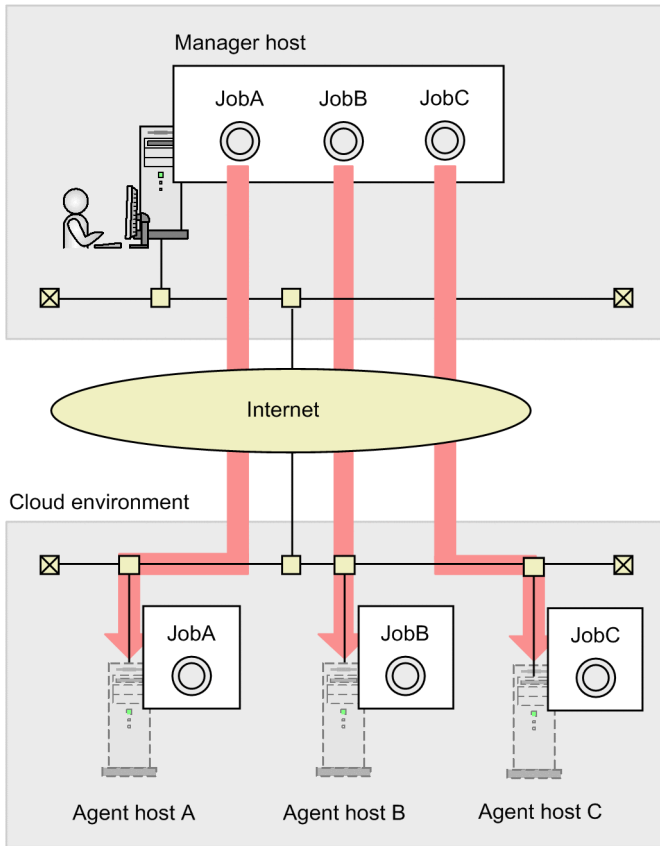 Manager host
JobA JobB JobC
Internet
Cloud environment
JobA JobB JobC
Agent host A Agent host B Agent host C